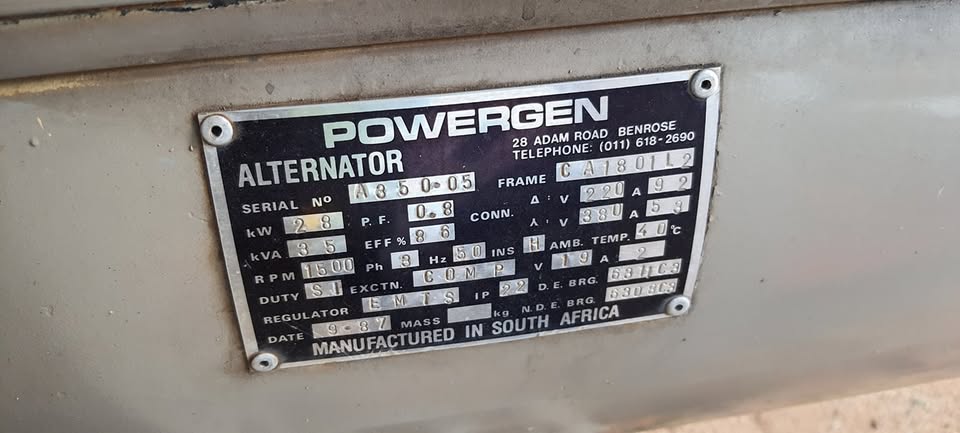 POWERGEN
28 ADAM ROAD BENROSE
TELEPHONE: (011) 618-2690
ALTERNATOR
SERIAL Nº A350-05 FRAME CA1801L2
kW 28 P.F. 0.8 CONN. Δ: V 220 A 92
kVA 35 EFF % 86 ⅄: V 380 A 53
RPM 1500 Ph 3 Hz 50 INS H AMB. TEMP. 40°C
DUTY S.I EXCTN. COMP V 19 A 2
REGULATOR EMTS IP 22 D.E. BRG. 6311C3
DATE 9-87 MASS kg N.D.E. BRG. 6309C3
MANUFACTURED IN SOUTH AFRICA